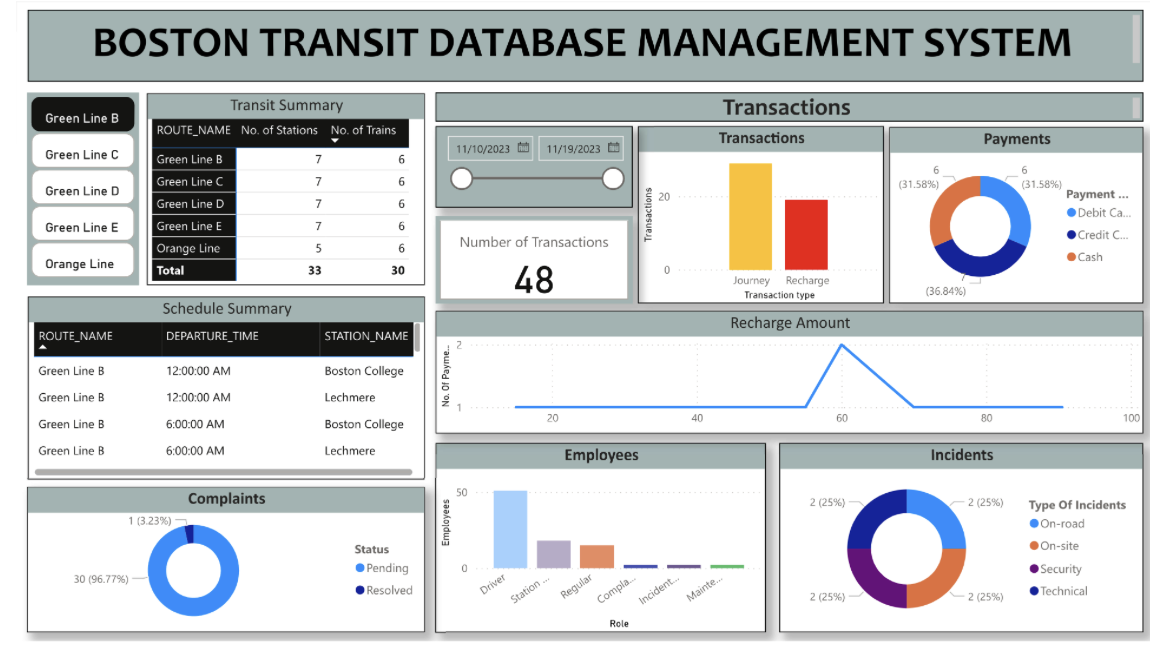 BOSTON TRANSIT DATABASE MANAGEMENT SYSTEM
Green Line B
Green Line C
Green Line D
Green Line E
Orange Line
Transit Summary
ROUTE_NAME No. of Stations No. of Trains
Green Line B 7 6
Green Line C 7 6
Green Line D 7 6
Green Line E 7 6
Orange Line 5 6
Total 33 30
Schedule Summary
ROUTE_NAME DEPARTURE_TIME STATION_NAME
Green Line B 12:00:00 AM Boston College
Green Line B 12:00:00 AM Lechmere
Green Line B 6:00:00 AM Boston College
Green Line B 6:00:00 AM Lechmere
Complaints
1 (3.23%)
30 (96.77%)
Status
Pending
Resolved
Transactions
11/10/2023 11/19/2023
Number of Transactions
48
Transactions
Transactions
20
0
Journey Recharge
Transaction type
Payments
6
(31.58%)
6
(31.58%)
7
(36.84%)
Payment ...
Debit Ca...
Credit C...
Cash
Recharge Amount
No. Of Payme...
2
1
20 40 60 80 100
Employees
Employees
50
0
Driver Station ... Regular Compla... Incident... Mainte...
Role
Incidents
2 (25%) 2 (25%)
2 (25%) 2 (25%)
Type Of Incidents
On-road
On-site
Security
Technical